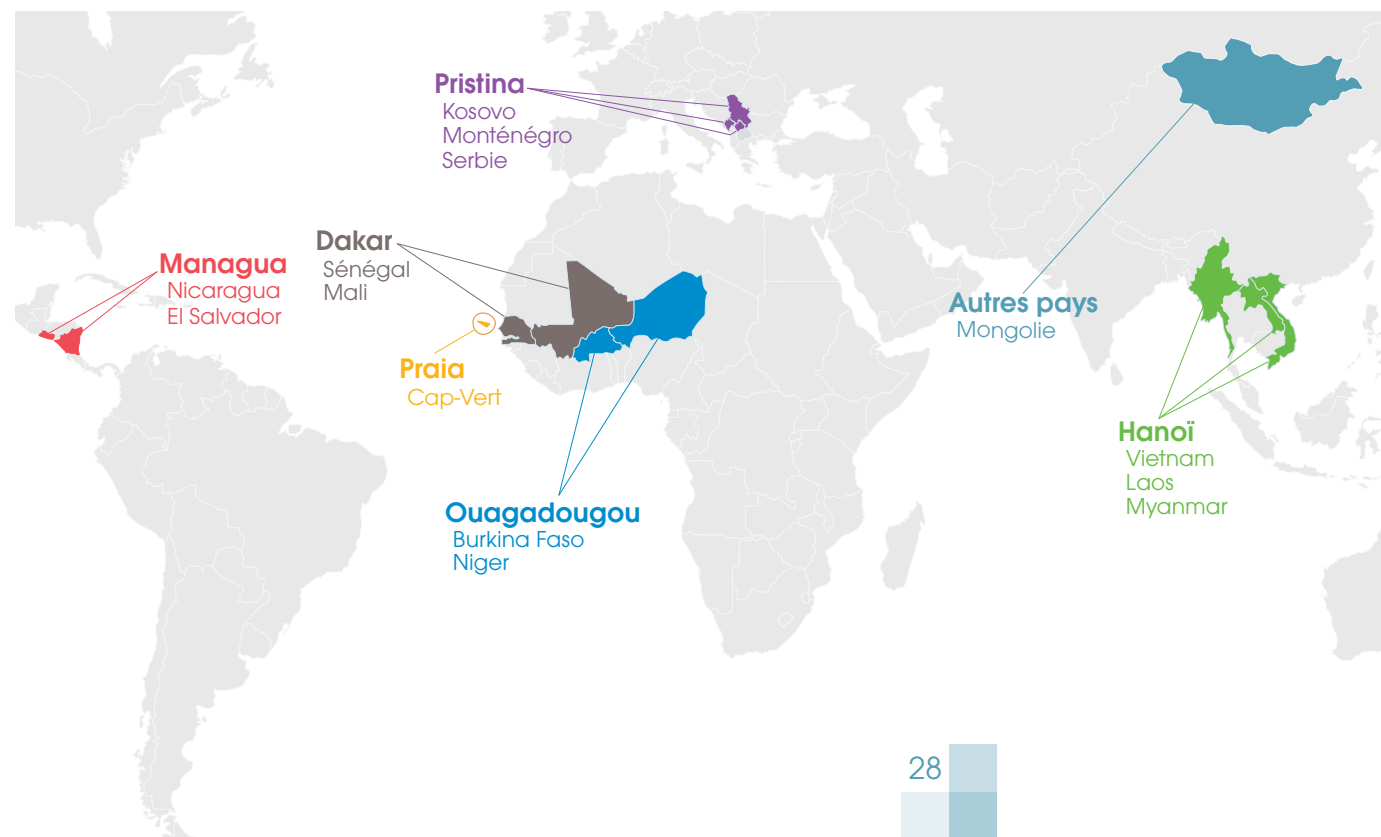 Pristina
Kosovo
Monténégro
Serbie
Dakar
Sénégal
Mali
Managua
Nicaragua
El Salvador
Autres pays
Mongolie
Praia
Cap-Vert
Hanoï
Vietnam
Laos
Myanmar
Ouagadougou
Burkina Faso
Niger
28